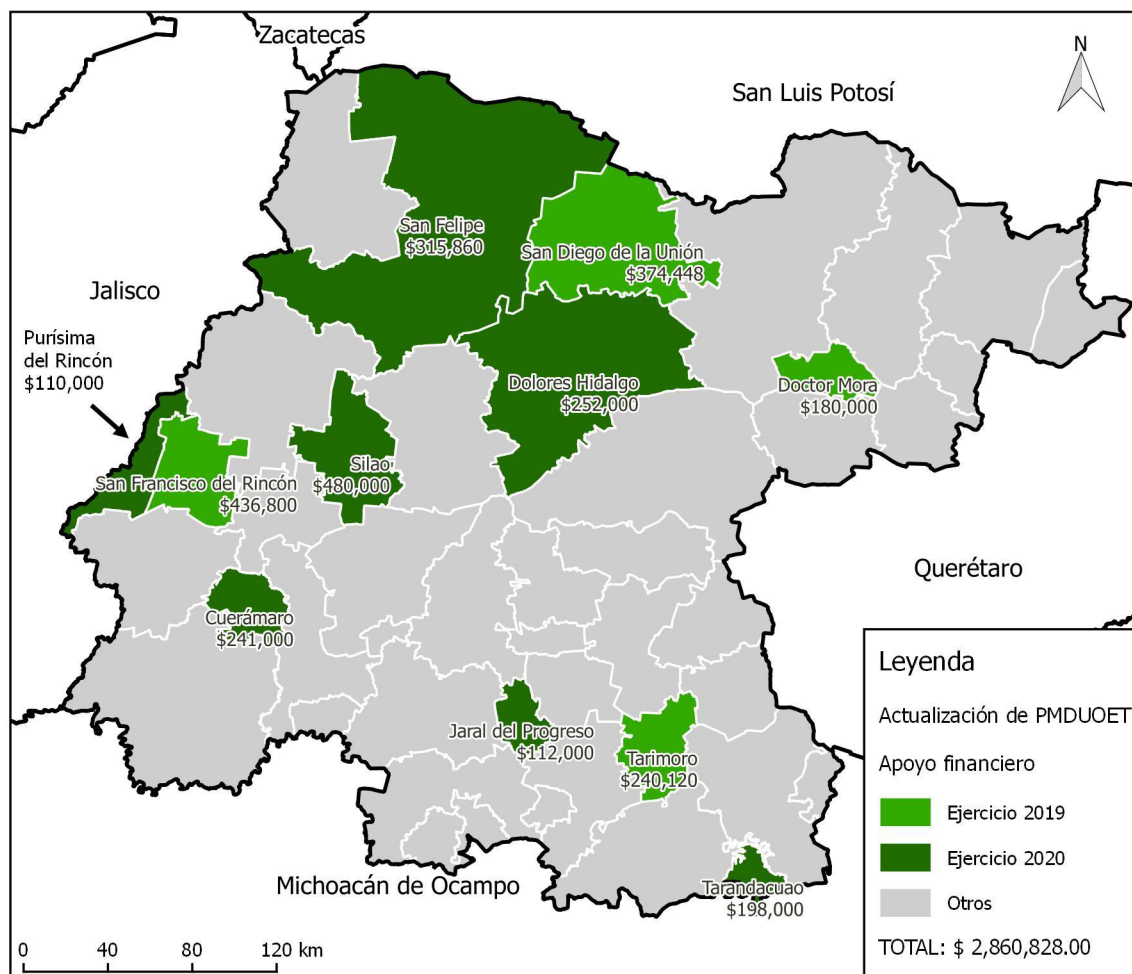 Zacatecas
N
San Luis Potosí
San Felipe
$315,860
San Diego de la Unión
$374,448
Jalisco
Purísima
del Rincón
$110,000
Dolores Hidalgo
$252,000
Doctor Mora
$180,000
Silao
$480,000
San Francisco del Rincón
$436,800
Querétaro
Cuerámaro
$241,000
Jaral del Progreso
$112,000
Tarimoro
$240,120
Michoacán de Ocampo
Tarandacuao
$198,000
Leyenda
Actualización de PMDUOET
Apoyo financiero
Ejercicio 2019
Ejercicio 2020
Otros
TOTAL: $ 2,860,828.00
0 40 80 120 km